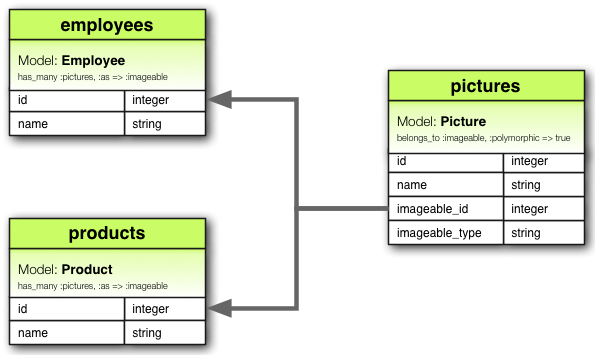 employees
Model: Employee
has_many :pictures, :as => :imageable
id integer
name string
products
Model: Product
has_many :pictures, :as => :imageable
id integer
name string
pictures
Model: Picture
belongs_to :imageable, :polymorphic => true
id integer
name string
imageable_id integer
imageable_type string